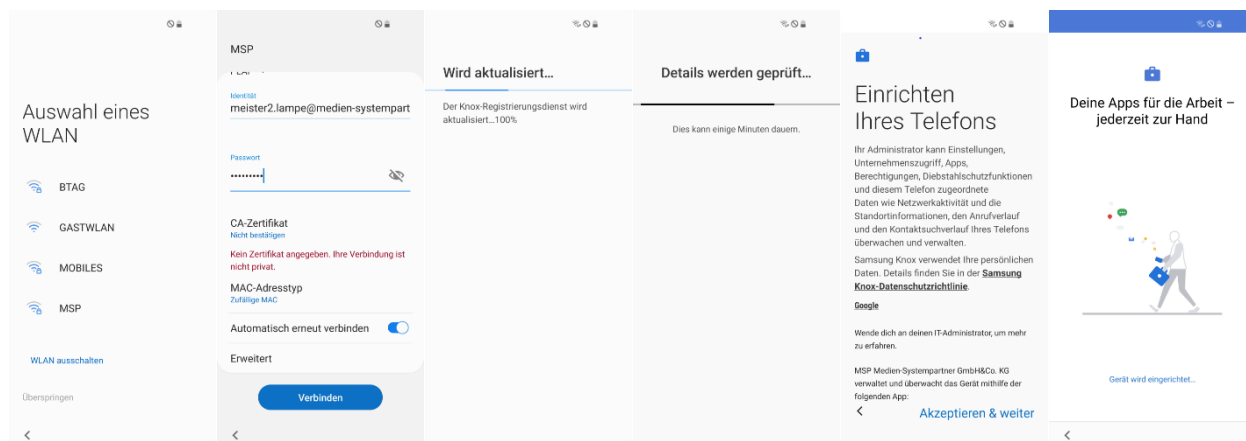 Auswahl eines
WLAN
BTAG
GASTWLAN
MOBILES
MSP
WLAN ausschalten
Überspringen
MSP
Identität
meister2.lampe@medien-systempart
Passwort
•••••••••
CA-Zertifikat
Nicht bestätigen
Kein Zertifikat angegeben. Ihre Verbindung ist
nicht privat.
MAC-Adresstyp
Zufällige MAC
Automatisch erneut verbinden
Erweitert
Verbinden
Wird aktualisiert...
Der Knox-Registrierungsdienst wird
aktualisiert...100%
Details werden geprüft...
Dies kann einige Minuten dauern.
Einrichten
Ihres Telefons
Ihr Administrator kann Einstellungen,
Unternehmenszugriff, Apps,
Berechtigungen, Diebstahlschutzfunktionen
und diesem Telefon zugeordnete
Daten wie Netzwerkaktivität und die
Standortinformationen, den Anrufverlauf
und den Kontaktsuchverlauf Ihres Telefons
überwachen und verwalten.
Samsung Knox verwendet Ihre persönlichen
Daten. Details finden Sie in der Samsung
Knox-Datenschutzrichtlinie.
Google
Wende dich an deinen IT-Administrator, um mehr
zu erfahren.
MSP Medien-Systempartner GmbH&Co. KG
verwaltet und überwacht das Gerät mithilfe der
folgenden App:
Akzeptieren & weiter
Deine Apps für die Arbeit –
jederzeit zur Hand
Gerät wird eingerichtet...